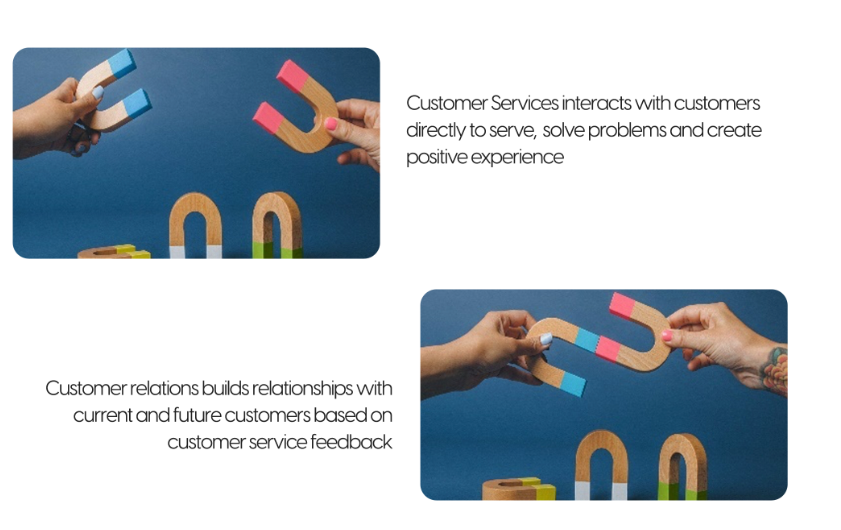 Customer Services interacts with customers
directly to serve, solve problems and create
positive experience
Customer relations builds relationships with
current and future customers based on
customer service feedback